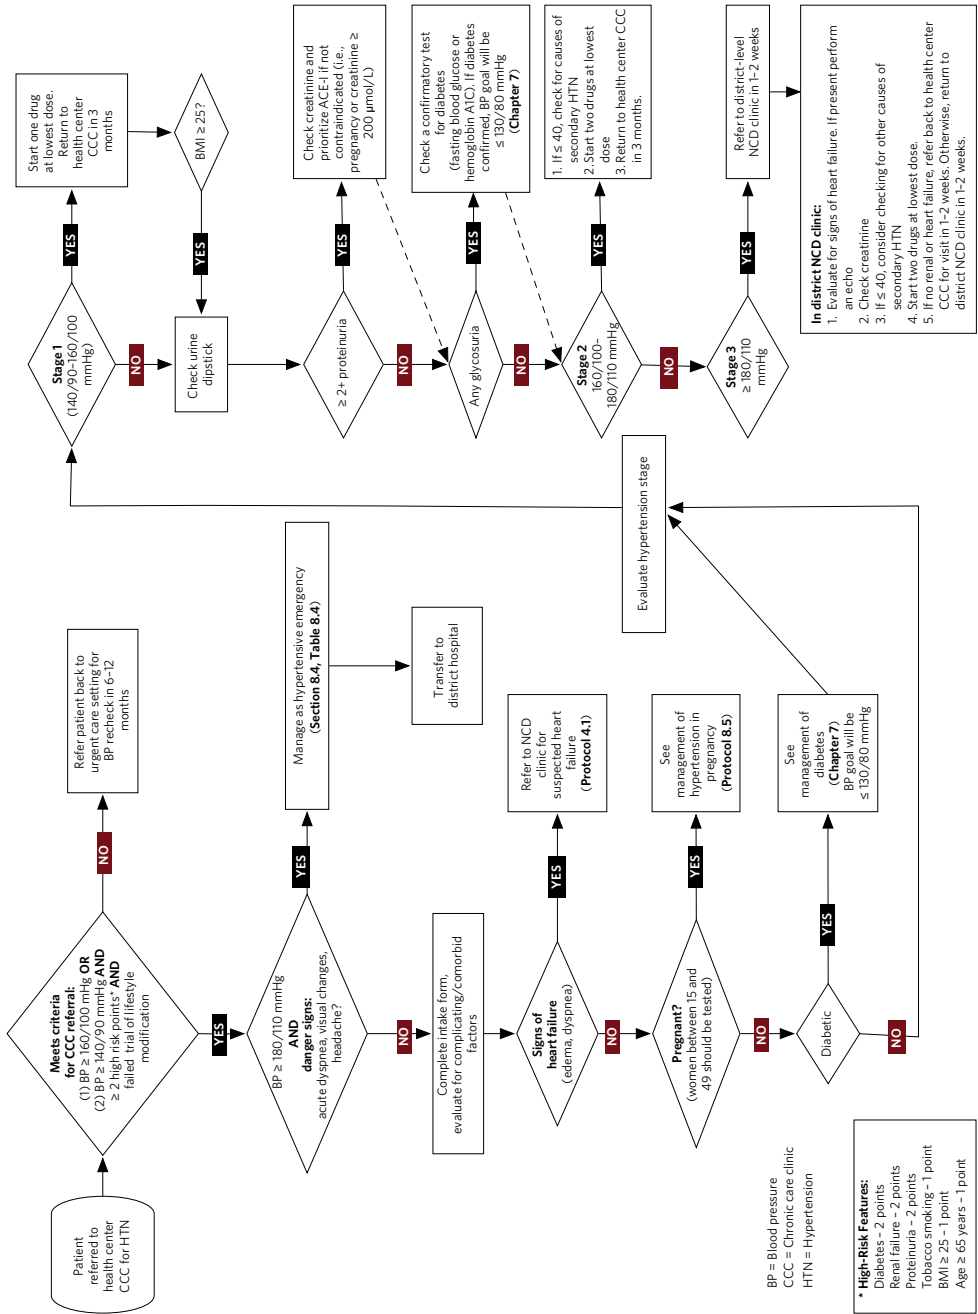 Patient
referred to
health center
CCC for HTN
Meets criteria
for CCC referral:
(1) BP ≥ 160/100 mHg OR
(2) BP ≥ 140/90 mmHg AND
≥ 2 high risk points* AND
failed trial of lifestyle
modification
NO
Refer patient back to
urgent care setting for
BP recheck in 6–12
months
YES
BP ≥ 180/110 mmHg
AND
danger signs:
acute dyspnea, visual changes,
headache?
YES
Manage as hypertensive emergency
(Section 8.4, Table 8.4)
Transfer to
district hospital
NO
Complete intake form,
evaluate for complicating/comorbid
factors
Signs of
heart failure
(edema, dyspnea)
YES
Refer to NCD
clinic for
suspected heart
failure
(Protocol 4.1)
NO
Pregnant?
(women between 15 and
49 should be tested)
YES
See
management of
hypertension in
pregnancy
(Protocol 8.5)
NO
Diabetic
YES
See
management of
diabetes
(Chapter 7)
BP goal will be
≤ 130/80 mmHg
NO
Evaluate hypertension stage
Stage 1
(140/90–160/100
mmHg)
YES
Start one drug
at lowest dose.
Return to
health center
CCC in 3
months
BMI ≥ 25?
YES
NO
Check urine
dipstick
≥ 2+ proteinuria
YES
Check creatinine and
prioritize ACE-I if not
contraindicated (i.e.,
pregnancy or creatinine ≥
200 µmol/L)
NO
Any glycosuria
YES
Check a confirmatory test
for diabetes
(fasting blood glucose or
hemoglobin A1C). If diabetes
confirmed, BP goal will be
≤ 130/80 mmHg
(Chapter 7)
NO
Stage 2
160/100–
180/110 mmHg
YES
1. If ≤ 40, check for causes of
secondary HTN
2. Start two drugs at lowest
dose
3. Return to health center CCC
in 3 months.
NO
Stage 3
≥ 180/110
mmHg
YES
Refer to district-level
NCD clinic in 1–2 weeks
In district NCD clinic:
1. Evaluate for signs of heart failure. If present perform
an echo
2. Check creatinine
3. If ≤ 40, consider checking for other causes of
secondary HTN
4. Start two drugs at lowest dose.
5. If no renal or heart failure, refer back to health center
CCC for visit in 1–2 weeks. Otherwise, return to
district NCD clinic in 1–2 weeks.
BP = Blood pressure
CCC = Chronic care clinic
HTN = Hypertension
* High-Risk Features:
Diabetes – 2 points
Renal failure – 2 points
Proteinuria – 2 points
Tobacco smoking – 1 point
BMI ≥ 25 – 1 point
Age ≥ 65 years – 1 point